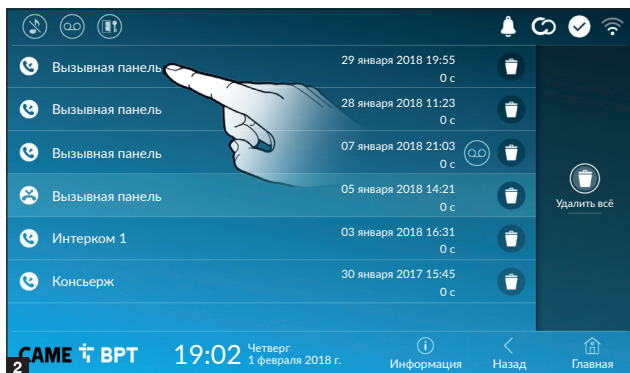 Вызывная панель 29 января 2018 19:55
0 с
Вызывная панель 28 января 2018 11:23
0 с
Вызывная панель 07 января 2018 21:03
0 с
Вызывная панель 05 января 2018 14:21
0 с
Удалить всё
Интерком 1 03 января 2018 16:31
0 с
Консьерж 30 января 2017 15:45
0 с
CAME BPT 19:02 Четверг
1 февраля 2018 г.
Информация Назад Главная
2